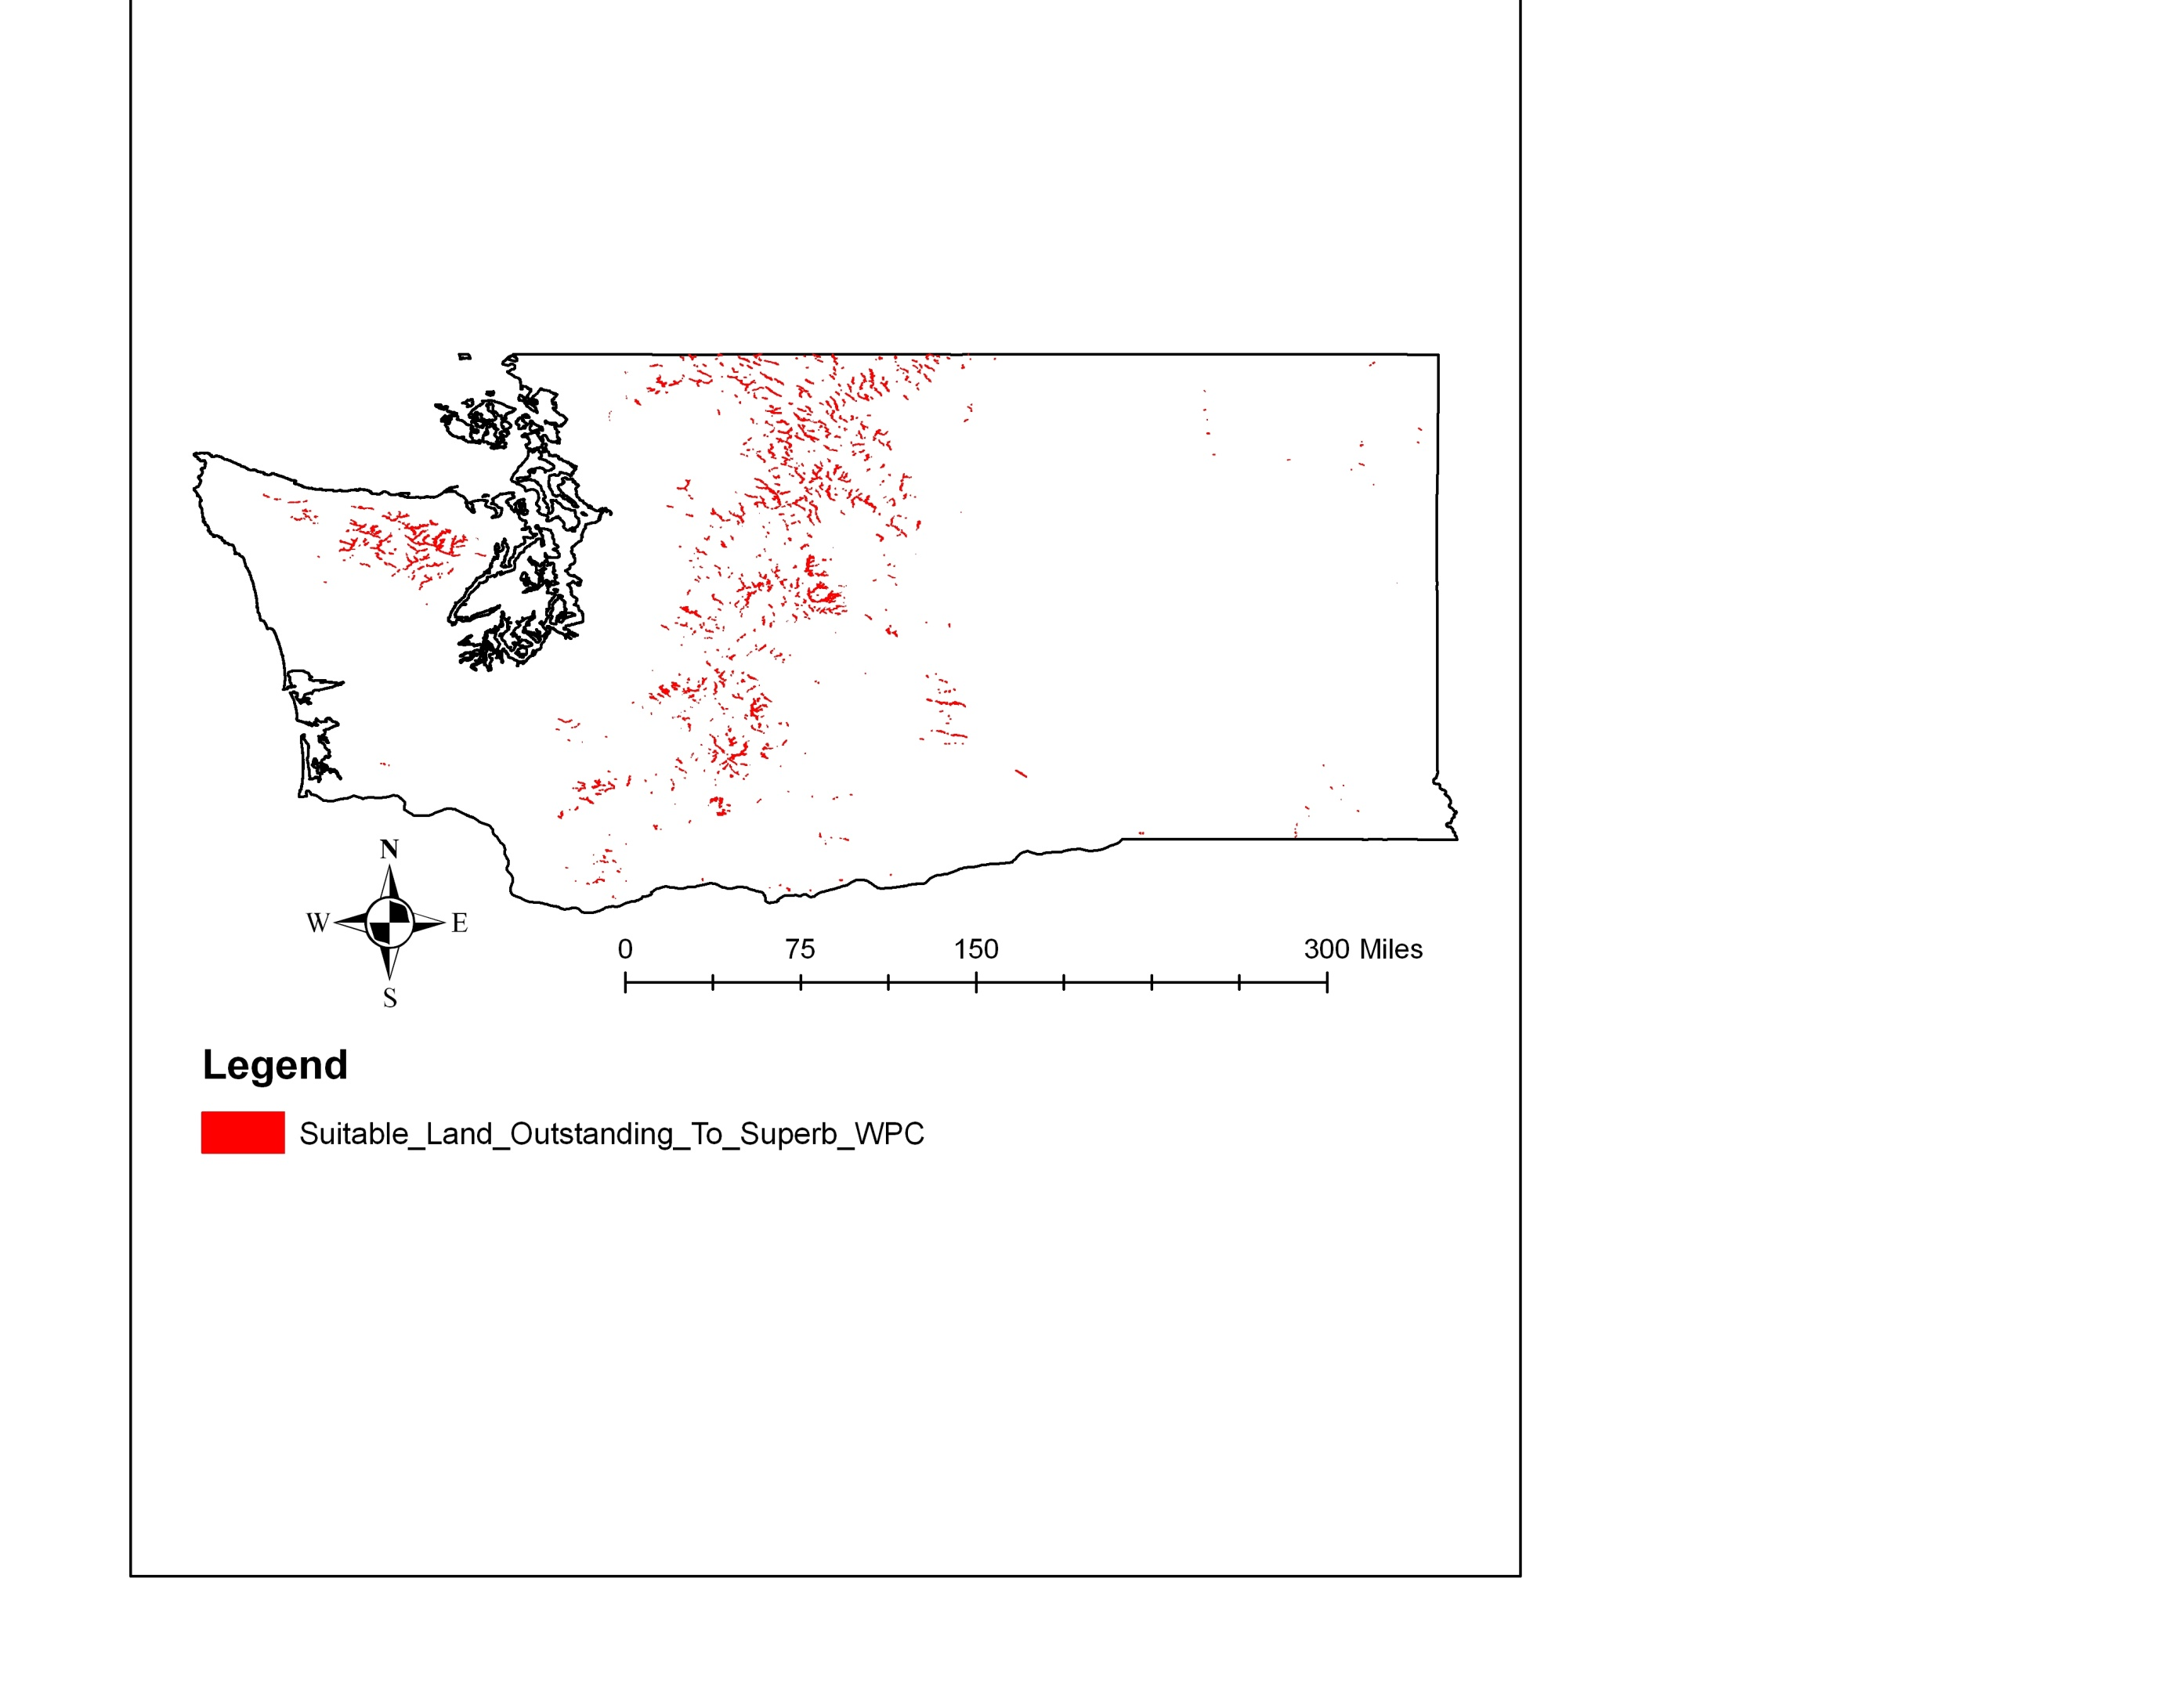 N
W E
S
0 75 150 300 Miles
Legend
Suitable_Land_Outstanding_To_Superb_WPC